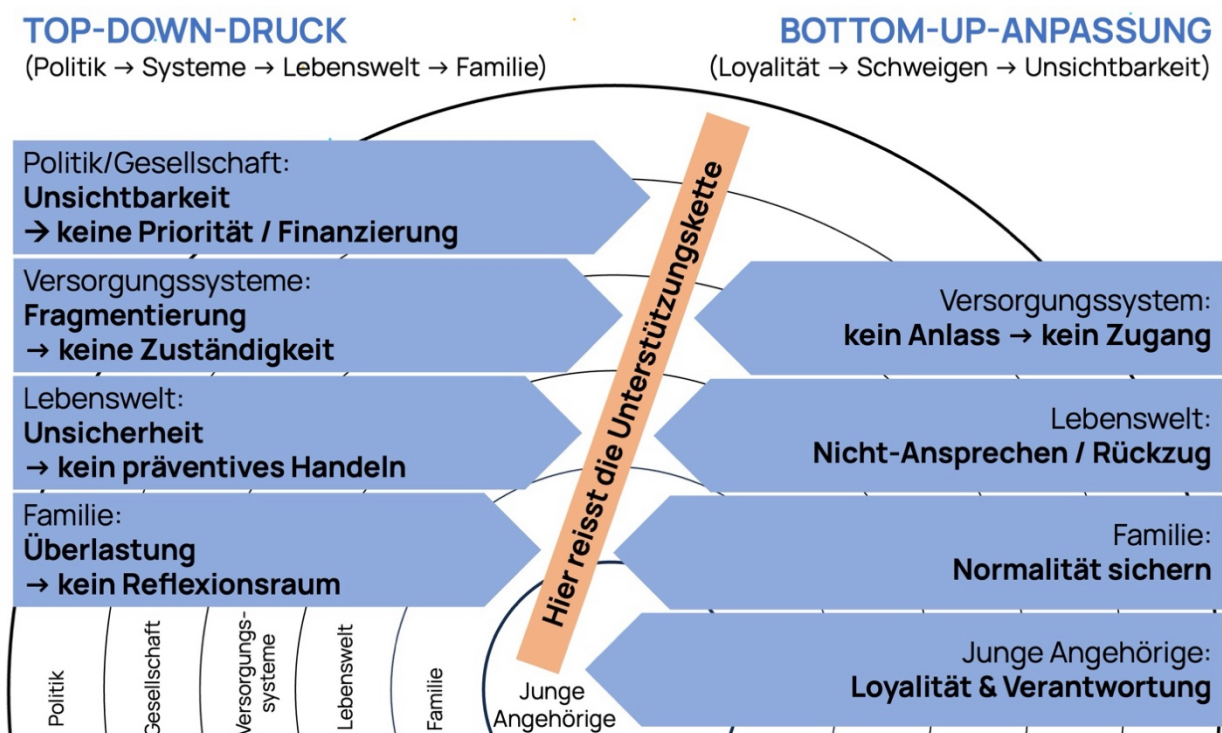 TOP-DOWN-DRUCK
(Politik → Systeme → Lebenswelt → Familie)
BOTTOM-UP-ANPASSUNG
(Loyalität → Schweigen → Unsichtbarkeit)
Politik/Gesellschaft:
Unsichtbarkeit
→ keine Priorität / Finanzierung
Versorgungssysteme:
Fragmentierung
→ keine Zuständigkeit
Lebenswelt:
Unsicherheit
→ kein präventives Handeln
Familie:
Überlastung
→ kein Reflexionsraum
Hier reisst die Unterstützungskette
Versorgungssystem:
kein Anlass → kein Zugang
Lebenswelt:
Nicht-Ansprechen / Rückzug
Familie:
Normalität sichern
Junge Angehörige:
Loyalität & Verantwortung
Politik
Gesellschaft
Versorgungs-
systeme
Lebenswelt
Familie
Junge
Angehörige